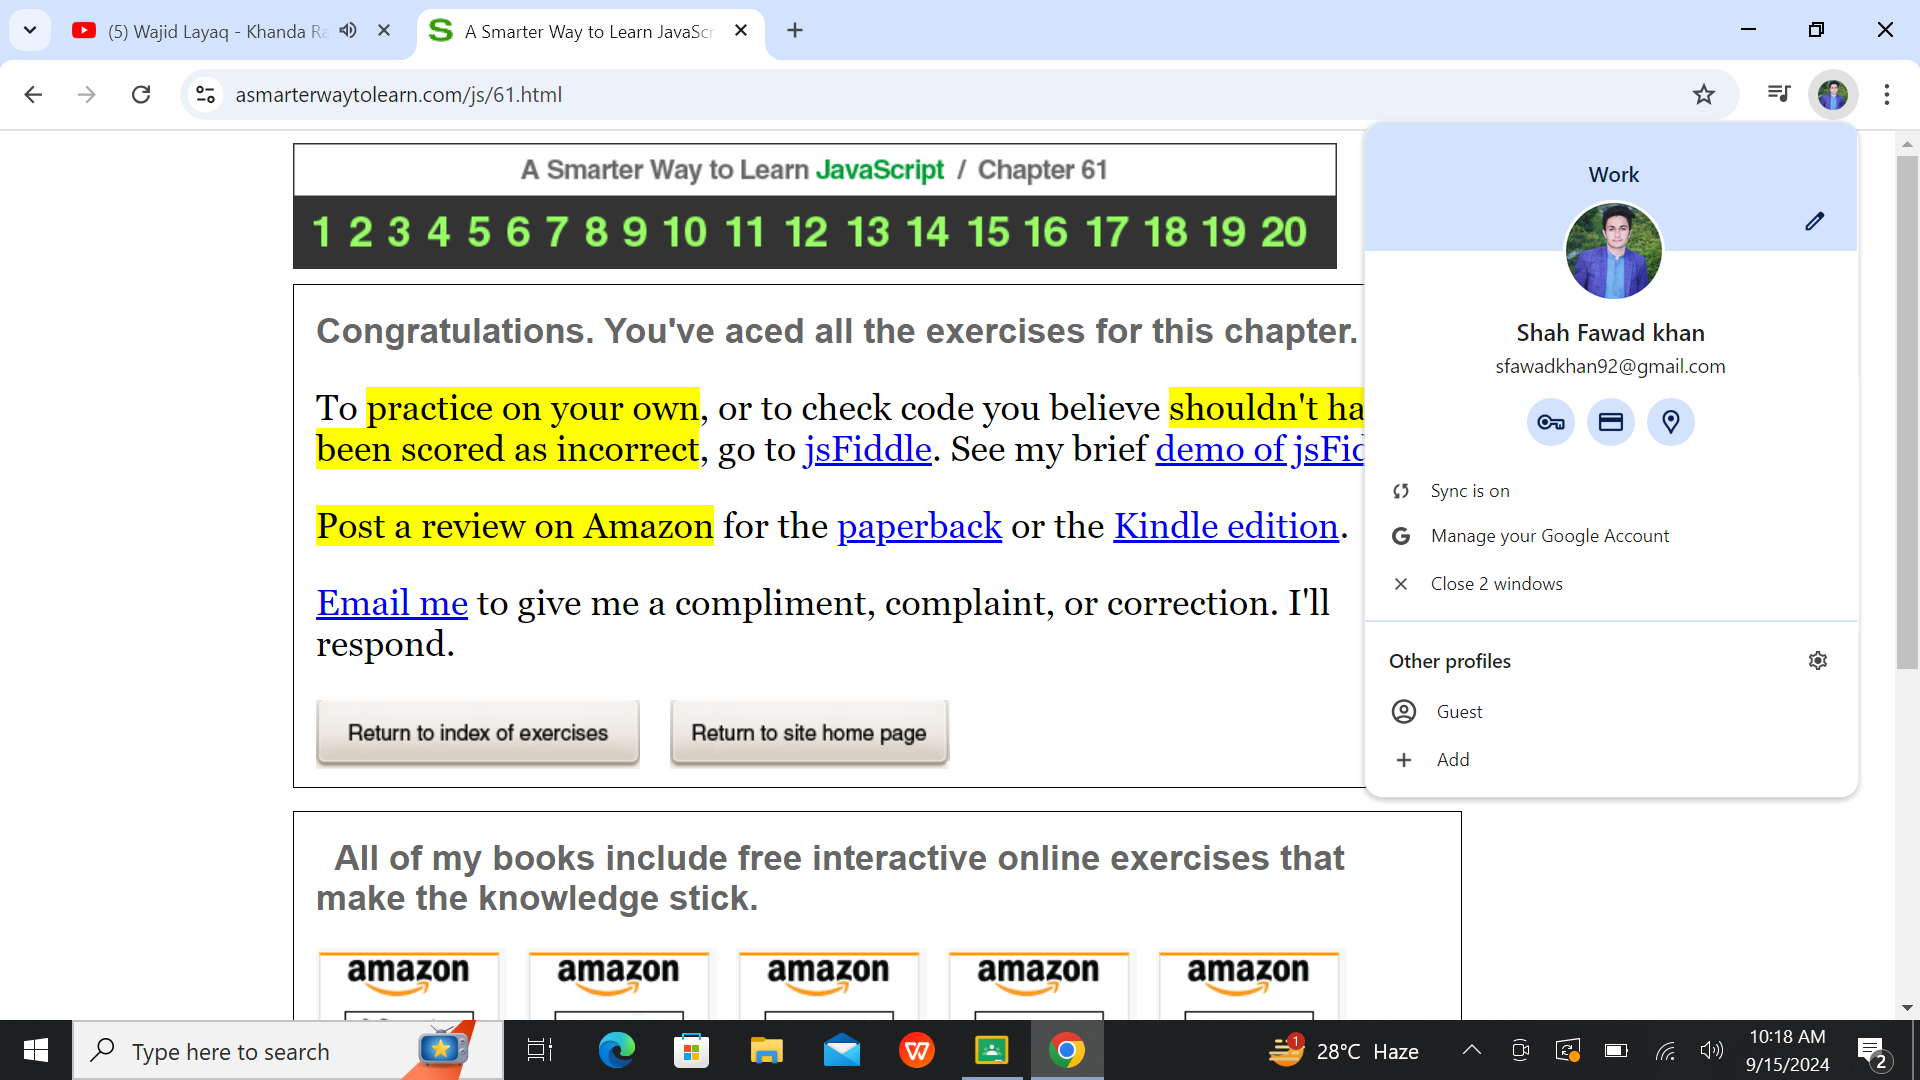 (5) Wajid Layaq - Khanda Ra
A Smarter Way to Learn JavaScr
asmarterwaytolearn.com/js/61.html
A Smarter Way to Learn JavaScript / Chapter 61
1 2 3 4 5 6 7 8 9 10 11 12 13 14 15 16 17 18 19 20
Congratulations. You've aced all the exercises for this chapter.
To practice on your own, or to check code you believe shouldn't ha
been scored as incorrect, go to jsFiddle. See my brief demo of jsFid
Post a review on Amazon for the paperback or the Kindle edition.
Email me to give me a compliment, complaint, or correction. I'll
respond.
Return to index of exercises
Return to site home page
All of my books include free interactive online exercises that
make the knowledge stick.
amazon
amazon
amazon
amazon
amazon
Work
Shah Fawad khan
sfawadkhan92@gmail.com
Sync is on
Manage your Google Account
Close 2 windows
Other profiles
Guest
Add
Type here to search
1
28°C Haze
10:18 AM
9/15/2024
2